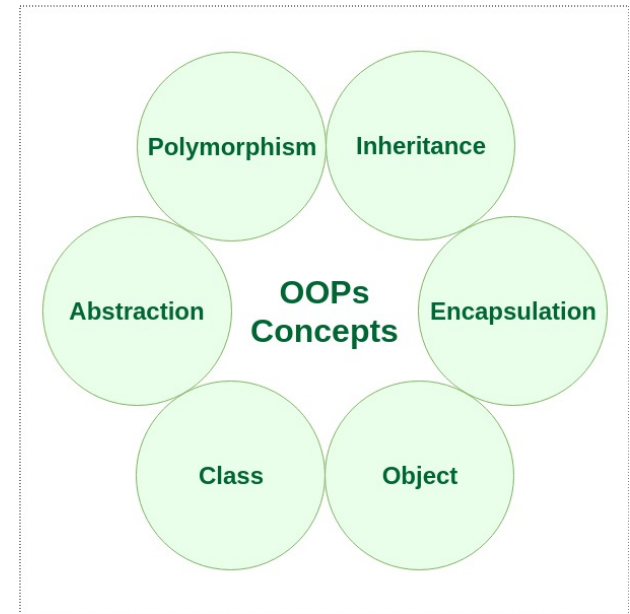 Polymorphism
Inheritance
Abstraction
OOPs
Concepts
Encapsulation
Class
Object